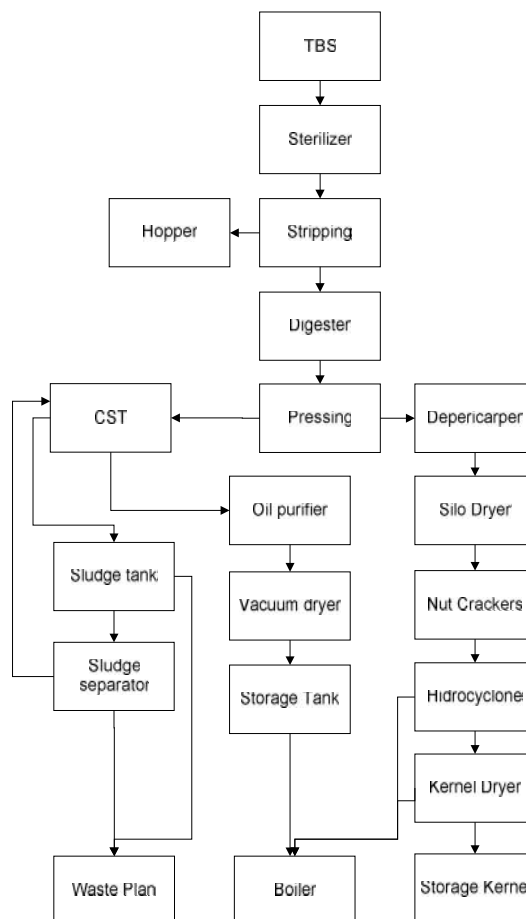 TBS
Sterilizer
Hopper
Stripping
Digester
CST
Pressing
Depericarper
Oil purifier
Silo Dryer
Sludge tank
Vacuum dryer
Nut Crackers
Sludge
separator
Storage Tank
Hidrocyclone
Kernel Dryer
Waste Plan
Boiler
Storage Kernel